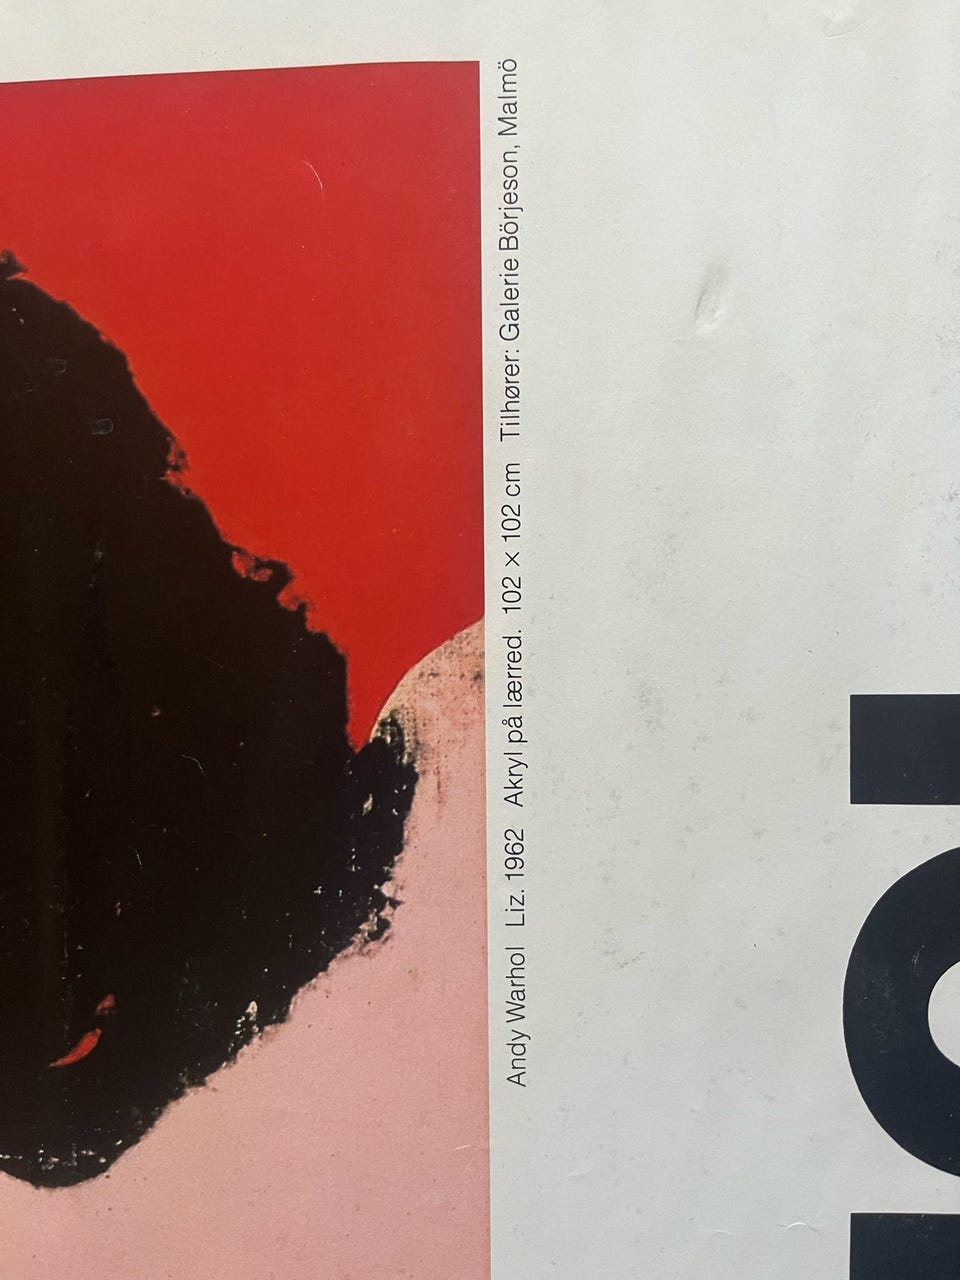 Andy Warhol Liz. 1962 Akryl på lærred. 102 × 102 cm Tilhører: Galerie Börjeson, Malmö